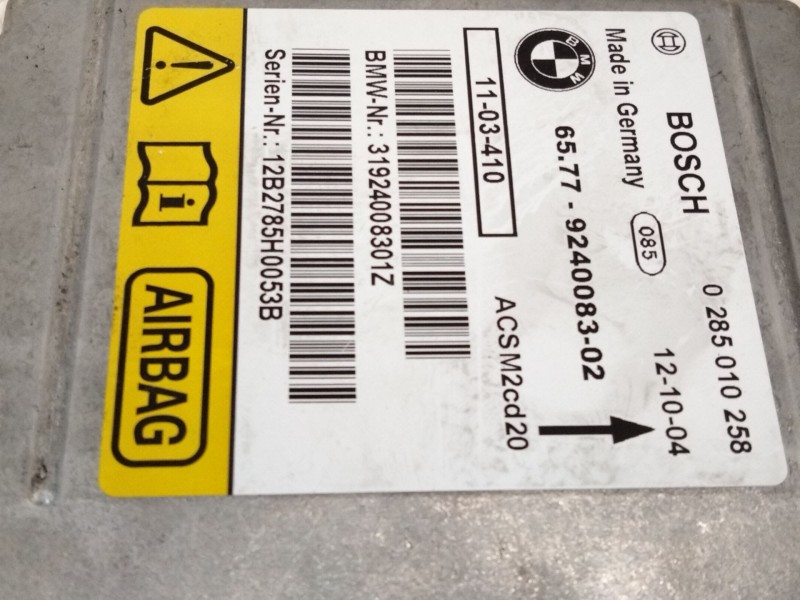 BOSCH
0 285 010 258
Made in Germany
085
12-10-04
BMW
65.77 - 9240083-02
11-03-410
ACSM2cd20
BMW-Nr.: 31924008301Z
Serien-Nr.: 12B2785H0053B
AIRBAG